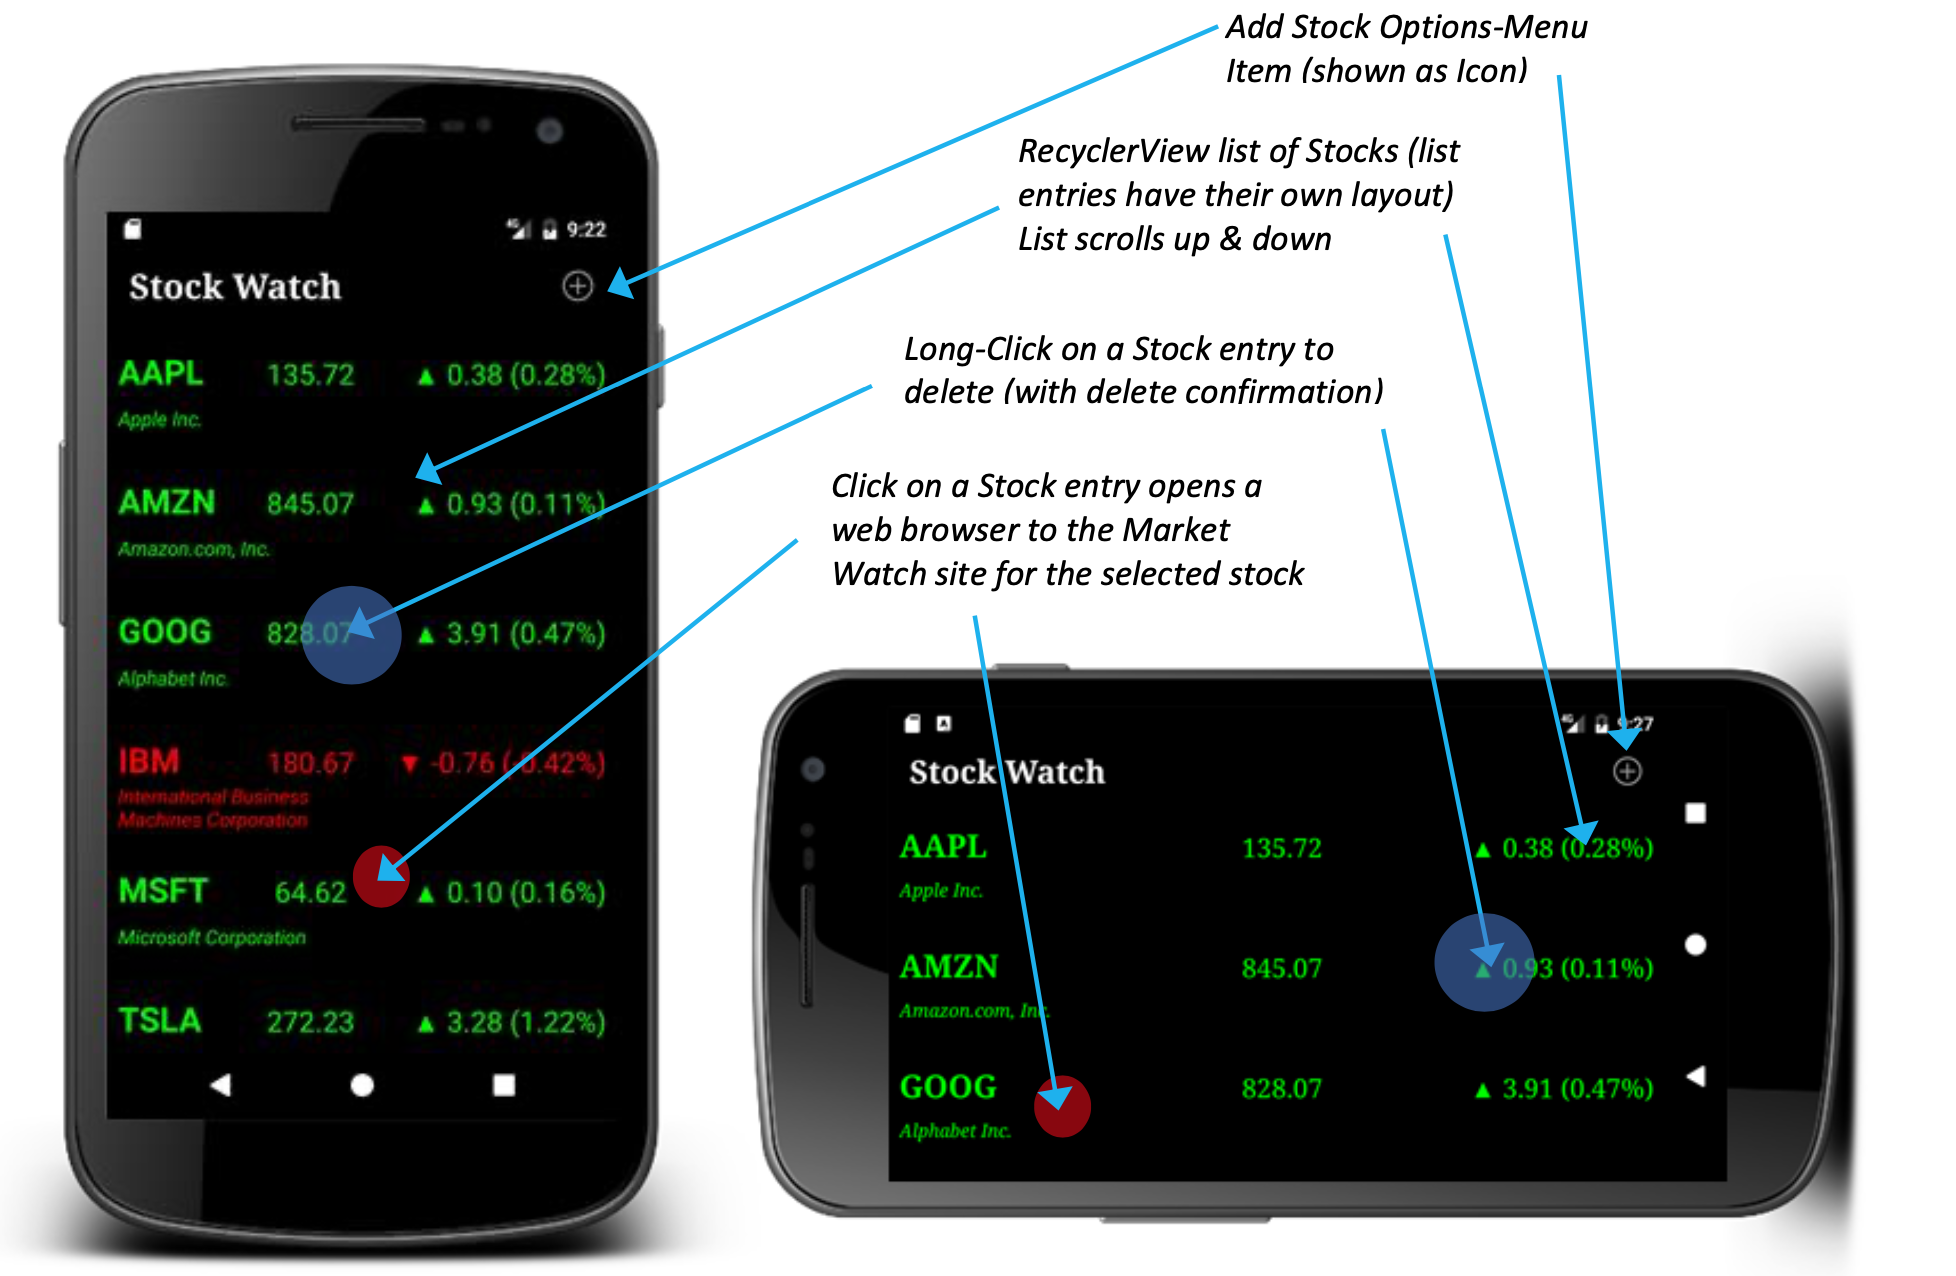 Add Stock Options-Menu
Item (shown as Icon)
RecyclerView list of Stocks (list
entries have their own layout)
List scrolls up & down
Long-Click on a Stock entry to
delete (with delete confirmation)
Click on a Stock entry opens a
web browser to the Market
Watch site for the selected stock
4G 9:22
Stock Watch
AAPL 135.72 ▲ 0.38 (0.28%)
Apple Inc.
AMZN 845.07 ▲ 0.93 (0.11%)
Amazon.com, Inc.
GOOG 828.07 ▲ 3.91 (0.47%)
Alphabet Inc.
IBM 180.67 ▼ -0.76 (-0.42%)
International Business
Machines Corporation
MSFT 64.62 ▲ 0.10 (0.16%)
Microsoft Corporation
TSLA 272.23 ▲ 3.28 (1.22%)
A 4G 9:27
Stock Watch
AAPL 135.72 ▲ 0.38 (0.28%)
Apple Inc.
AMZN 845.07 ▲ 0.93 (0.11%)
Amazon.com, Inc.
GOOG 828.07 ▲ 3.91 (0.47%)
Alphabet Inc.